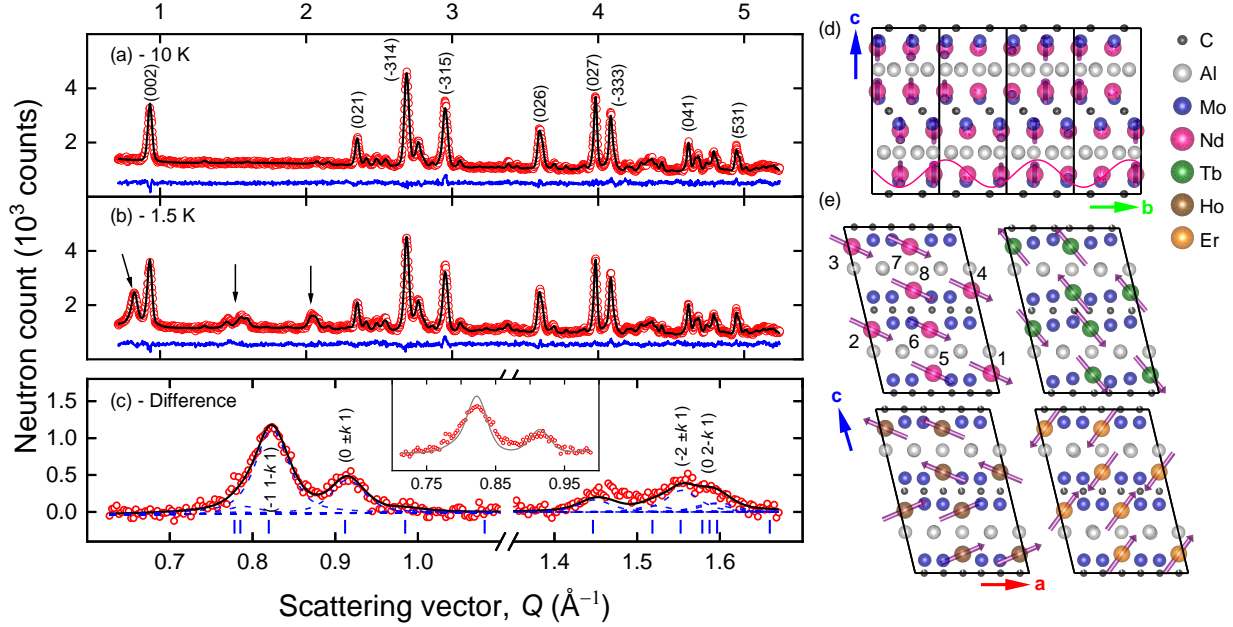 1 2 3 4 5
(a) - 10 K
(002)
(021)
(-314)
(-315)
(026)
(027)
(-333)
(041)
(531)
4
2
(b) - 1.5 K
4
2
Neutron count (10³ counts)
(c) - Difference
1.5
1.0
0.5
0.0
(-1 1-k 1)
(0 ±k 1)
(-2 ±k 1)
(0 2-k 1)
0.75 0.85 0.95
0.7 0.8 0.9 1.0 1.4 1.5 1.6
Scattering vector, Q (Å⁻¹)
(d)
c
b
(e)
3 7 8 4
2 6 5 1
c
a
C
Al
Mo
Nd
Tb
Ho
Er